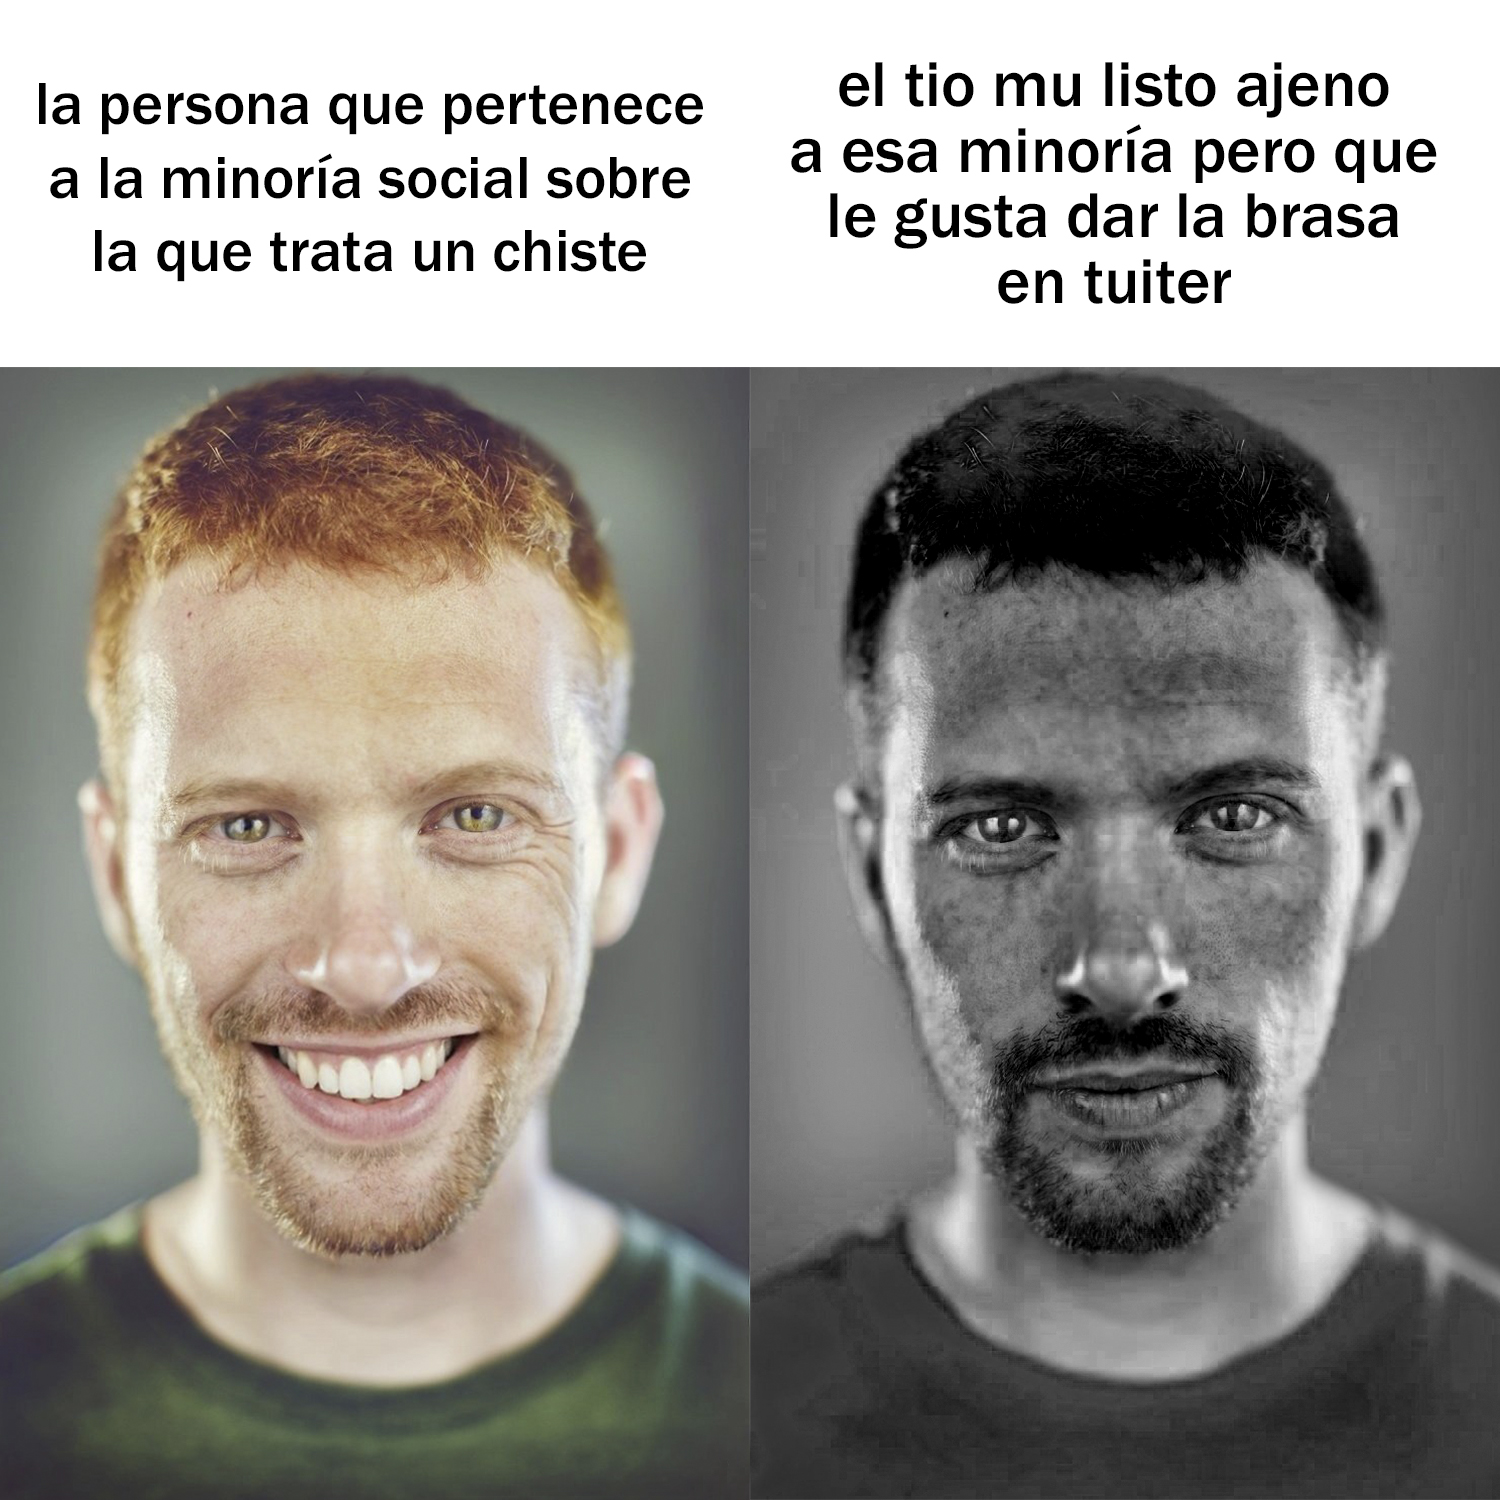 la persona que pertenece
a la minoría social sobre
la que trata un chiste
el tio mu listo ajeno
a esa minoría pero que
le gusta dar la brasa
en tuiter